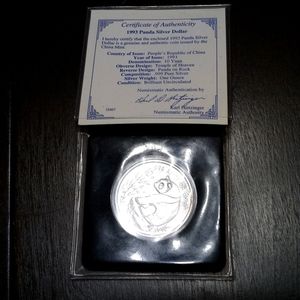 Certificate of Authenticity
1993 Panda Silver Dollar
I hereby certify that the enclosed 1993 Panda Silver
Dollar is a genuine and authentic coin issued by the
China Mint.
Country of Issue: People's Republic of China
Year of Issue: 1993
Denomination: 10 Yuan
Obverse Design: Temple of Heaven
Reverse Design: Panda on Rock
Composition: .999 Pure Silver
Silver Weight: One Ounce
Condition: Brilliant Uncirculated
Numismatic Authentication by
Numismatic Authority